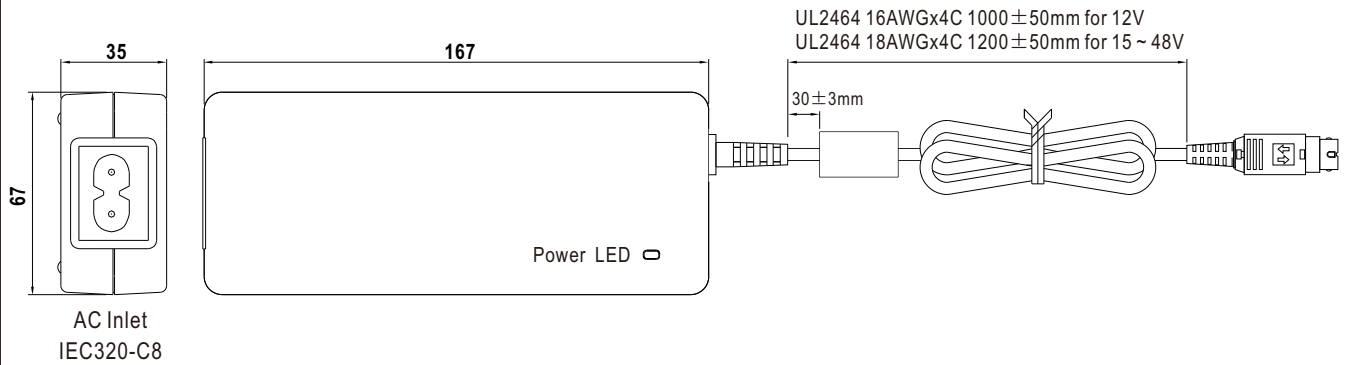 UL2464 16AWGx4C 1000±50mm for 12V
UL2464 18AWGx4C 1200±50mm for 15 ~ 48V
35
167
30±3mm
67
Power LED
AC Inlet
IEC320-C8